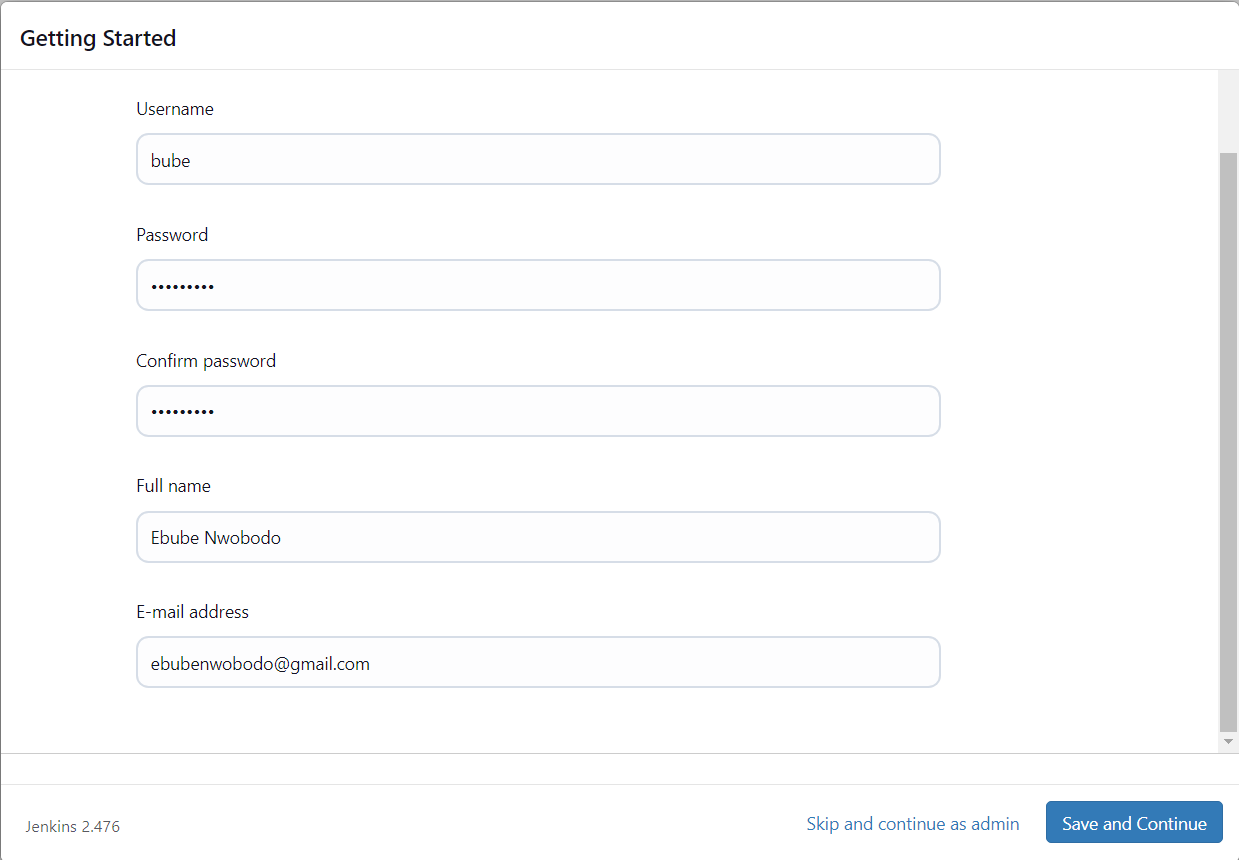 Getting Started
Username
bube
Password
•••••••••
Confirm password
•••••••••
Full name
Ebube Nwobodo
E-mail address
ebubenwobodo@gmail.com
Jenkins 2.476
Skip and continue as admin
Save and Continue